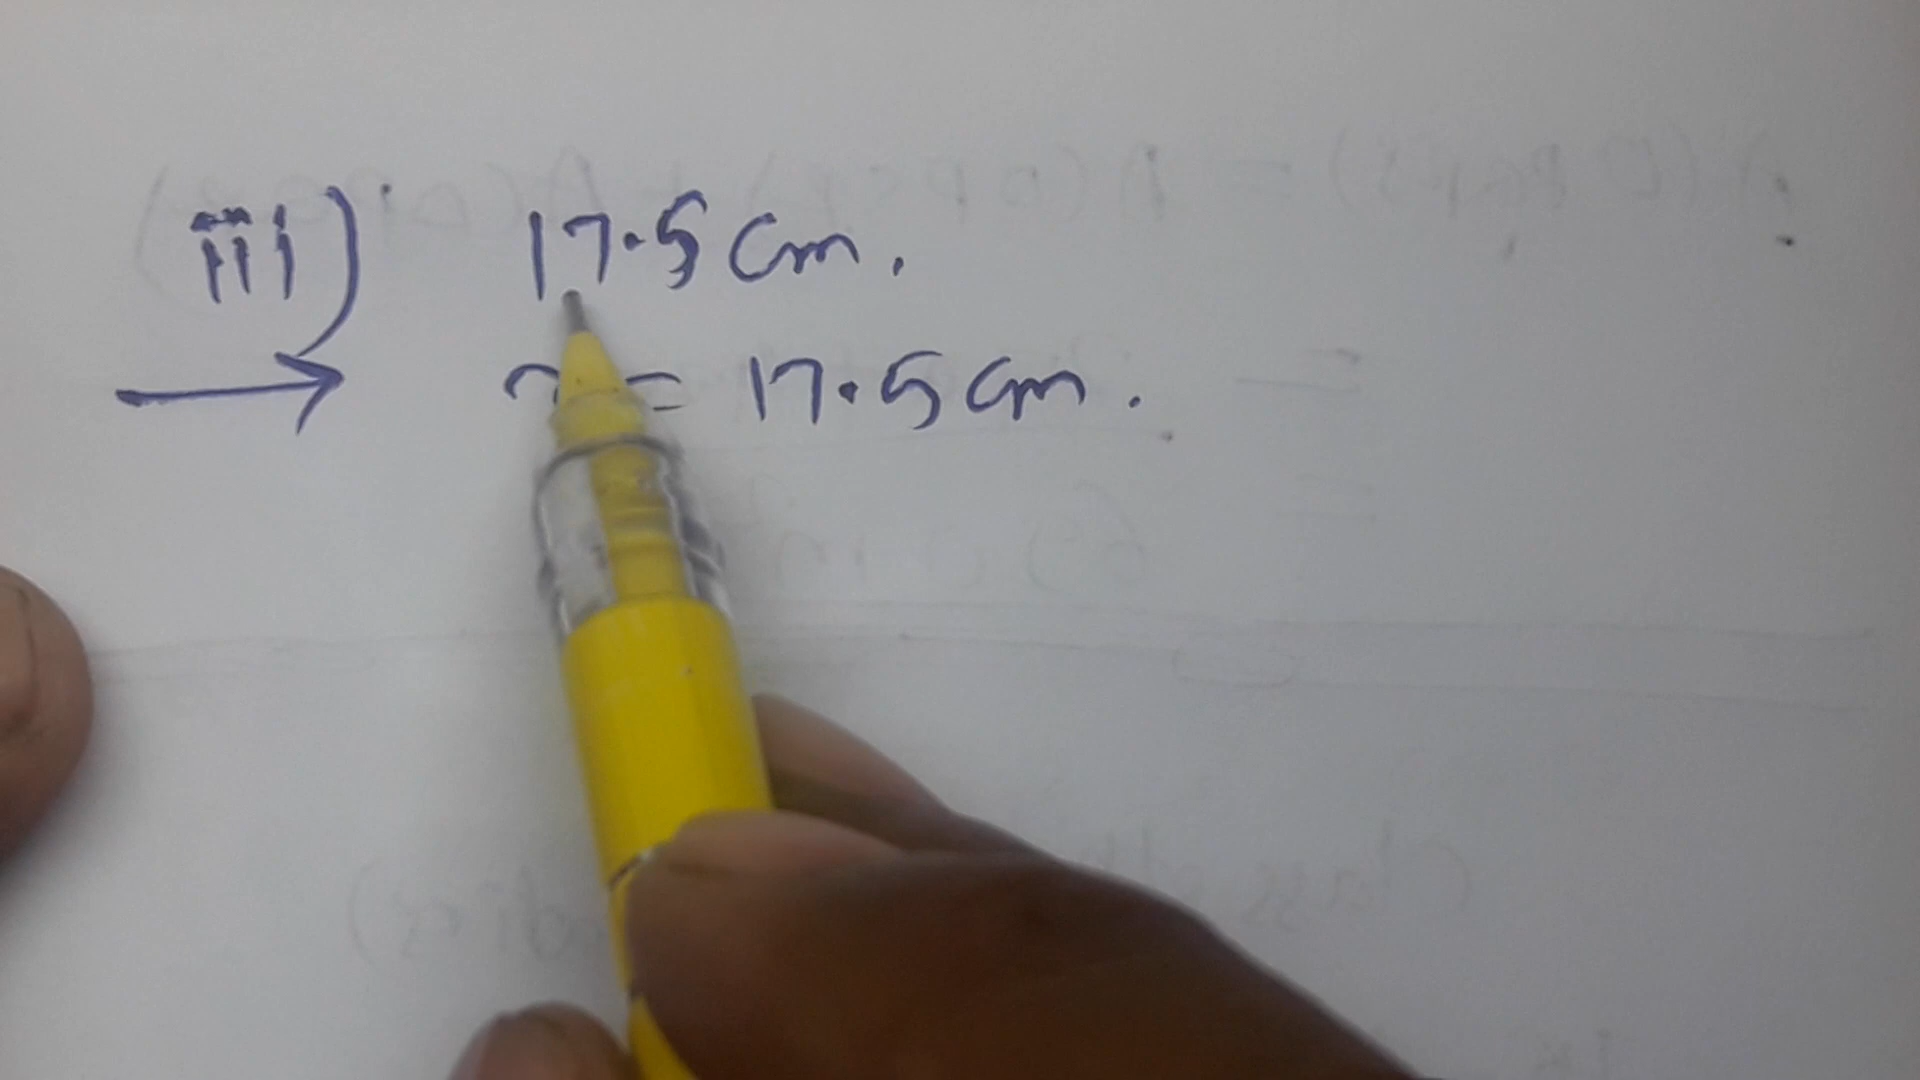 iii) 17.5 cm.
→ r = 17.5 cm.